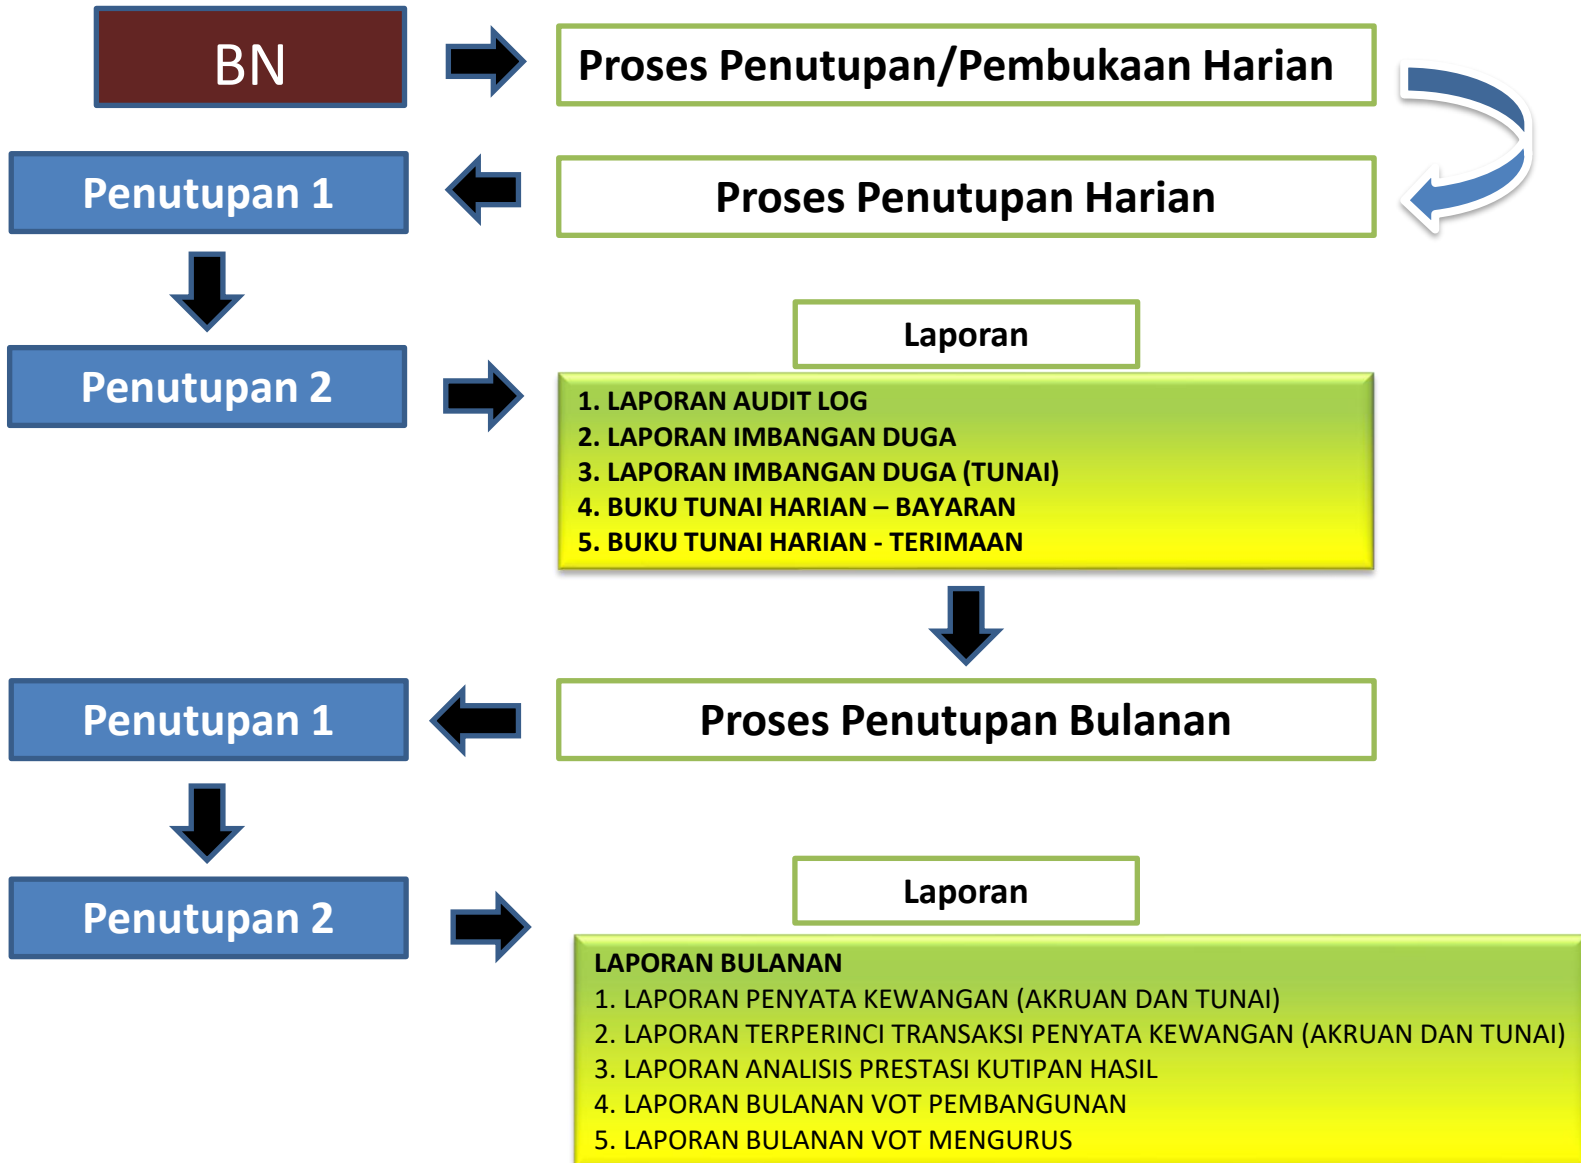 BN
Proses Penutupan/Pembukaan Harian
Penutupan 1
Proses Penutupan Harian
Penutupan 2
Laporan
1. LAPORAN AUDIT LOG
2. LAPORAN IMBANGAN DUGA
3. LAPORAN IMBANGAN DUGA (TUNAI)
4. BUKU TUNAI HARIAN – BAYARAN
5. BUKU TUNAI HARIAN - TERIMAAN
Penutupan 1
Proses Penutupan Bulanan
Penutupan 2
Laporan
LAPORAN BULANAN
1. LAPORAN PENYATA KEWANGAN (AKRUAN DAN TUNAI)
2. LAPORAN TERPERINCI TRANSAKSI PENYATA KEWANGAN (AKRUAN DAN TUNAI)
3. LAPORAN ANALISIS PRESTASI KUTIPAN HASIL
4. LAPORAN BULANAN VOT PEMBANGUNAN
5. LAPORAN BULANAN VOT MENGURUS